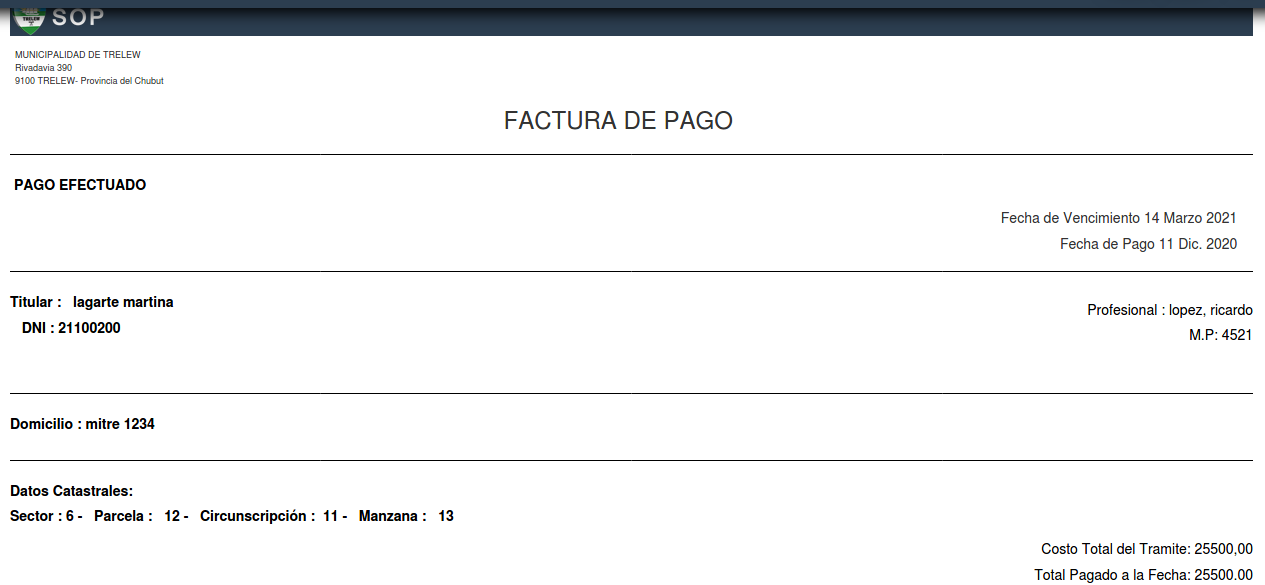 TRELEW
SOP
MUNICIPALIDAD DE TRELEW
Rivadavia 390
9100 TRELEW- Provincia del Chubut
FACTURA DE PAGO
PAGO EFECTUADO
Fecha de Vencimiento 14 Marzo 2021
Fecha de Pago 11 Dic. 2020
Titular : lagarte martina
DNI : 21100200
Profesional : lopez, ricardo
M.P: 4521
Domicilio : mitre 1234
Datos Catastrales:
Sector : 6 - Parcela : 12 - Circunscripción : 11 - Manzana : 13
Costo Total del Tramite: 25500,00
Total Pagado a la Fecha: 25500.00